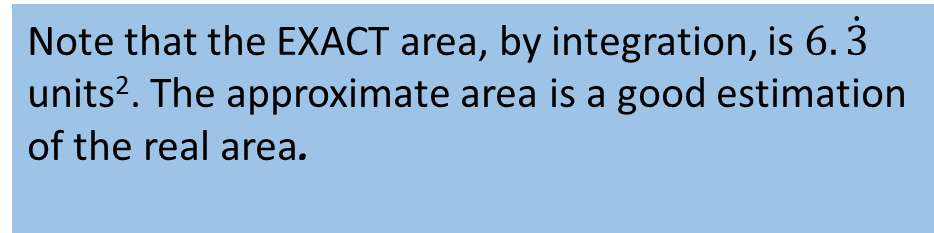 Note that the EXACT area, by integration, is 6.3̇
units². The approximate area is a good estimation
of the real area.